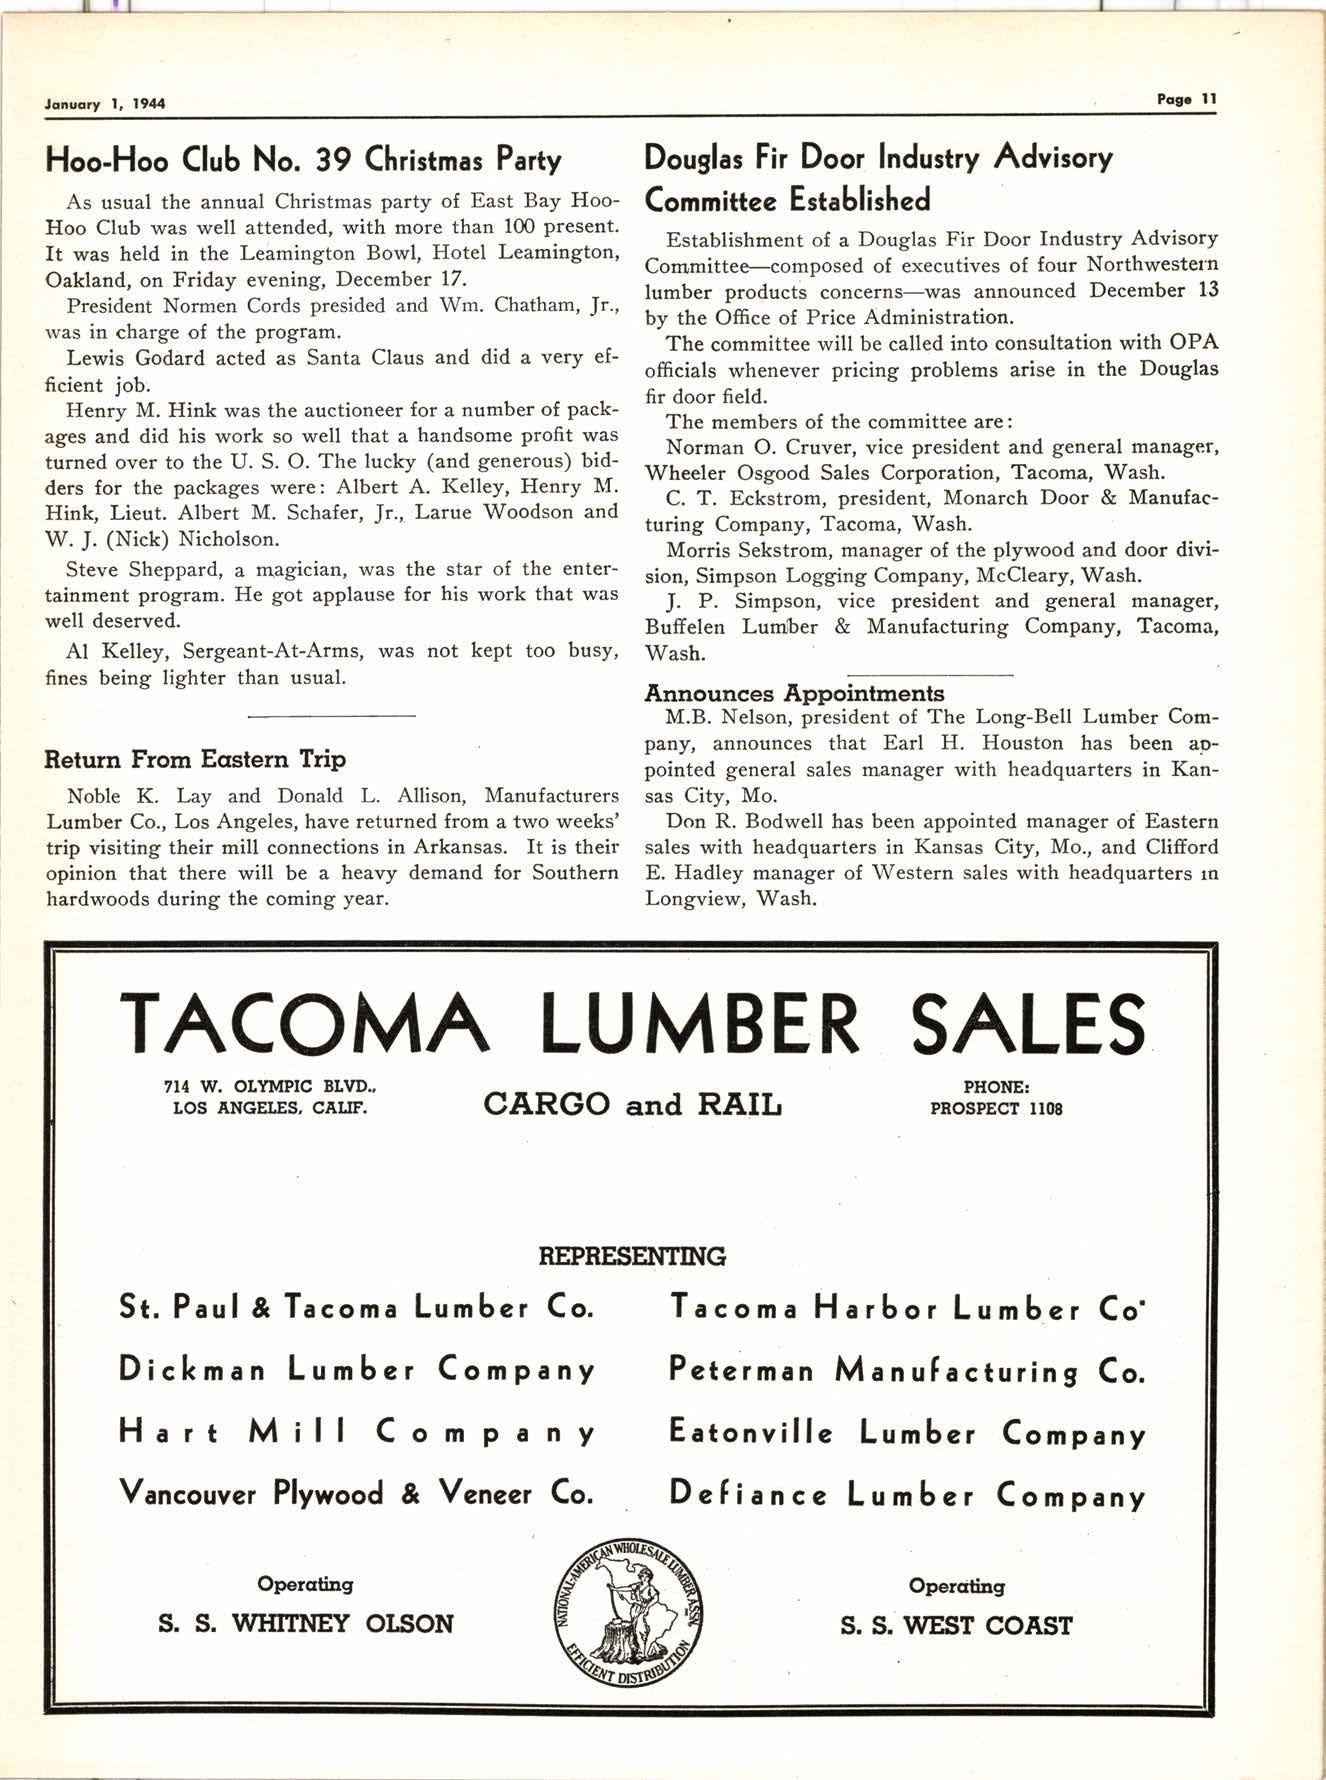 January 1, 1944
Page 11
Hoo-Hoo Club No. 39 Christmas Party
As usual the annual Christmas party of East Bay Hoo-
Hoo Club was well attended, with more than 100 present.
It was held in the Leamington Bowl, Hotel Leamington,
Oakland, on Friday evening, December 17.
President Normen Cords presided and Wm. Chatham, Jr.,
was in charge of the program.
Lewis Godard acted as Santa Claus and did a very ef-
ficient job.
Henry M. Hink was the auctioneer for a number of pack-
ages and did his work so well that a handsome profit was
turned over to the U. S. O. The lucky (and generous) bid-
ders for the packages were: Albert A. Kelley, Henry M.
Hink, Lieut. Albert M. Schafer, Jr., Larue Woodson and
W. J. (Nick) Nicholson.
Steve Sheppard, a magician, was the star of the enter-
tainment program. He got applause for his work that was
well deserved.
Al Kelley, Sergeant-At-Arms, was not kept too busy,
fines being lighter than usual.
Return From Eastern Trip
Noble K. Lay and Donald L. Allison, Manufacturers
Lumber Co., Los Angeles, have returned from a two weeks'
trip visiting their mill connections in Arkansas. It is their
opinion that there will be a heavy demand for Southern
hardwoods during the coming year.
Douglas Fir Door Industry Advisory
Committee Established
Establishment of a Douglas Fir Door Industry Advisory
Committee—composed of executives of four Northwestern
lumber products concerns—was announced December 13
by the Office of Price Administration.
The committee will be called into consultation with OPA
officials whenever pricing problems arise in the Douglas
fir door field.
The members of the committee are:
Norman O. Cruver, vice president and general manager,
Wheeler Osgood Sales Corporation, Tacoma, Wash.
C. T. Eckstrom, president, Monarch Door & Manufac-
turing Company, Tacoma, Wash.
Morris Sekstrom, manager of the plywood and door divi-
sion, Simpson Logging Company, McCleary, Wash.
J. P. Simpson, vice president and general manager,
Buffelen Lumber & Manufacturing Company, Tacoma,
Wash.
Announces Appointments
M.B. Nelson, president of The Long-Bell Lumber Com-
pany, announces that Earl H. Houston has been ap-
pointed general sales manager with headquarters in Kan-
sas City, Mo.
Don R. Bodwell has been appointed manager of Eastern
sales with headquarters in Kansas City, Mo., and Clifford
E. Hadley manager of Western sales with headquarters in
Longview, Wash.
TACOMA LUMBER SALES
714 W. OLYMPIC BLVD.,
LOS ANGELES, CALIF.
CARGO and RAIL
PHONE:
PROSPECT 1108
REPRESENTING
St. Paul & Tacoma Lumber Co.
Tacoma Harbor Lumber Co.
Dickman Lumber Company
Peterman Manufacturing Co.
Hart Mill Company
Eatonville Lumber Company
Vancouver Plywood & Veneer Co.
Defiance Lumber Company
Operating
S. S. WHITNEY OLSON
NATIONAL-AMERICAN WHOLESALE LUMBER ASSN.
EFFICIENT DISTRIBUTION
Operating
S. S. WEST COAST